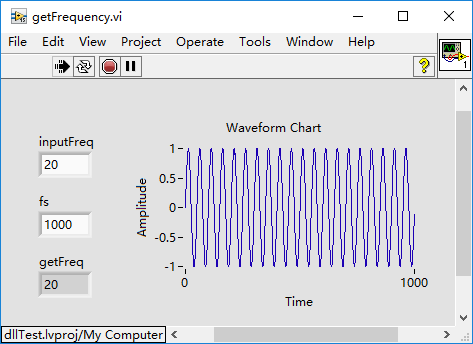 getFrequency.vi
File Edit View Project Operate Tools Window Help
?
1
inputFreq
20
fs
1000
getFreq
20
Waveform Chart
Amplitude
1
0.5
0
-0.5
-1
0
1000
Time
dllTest.lvproj/My Computer